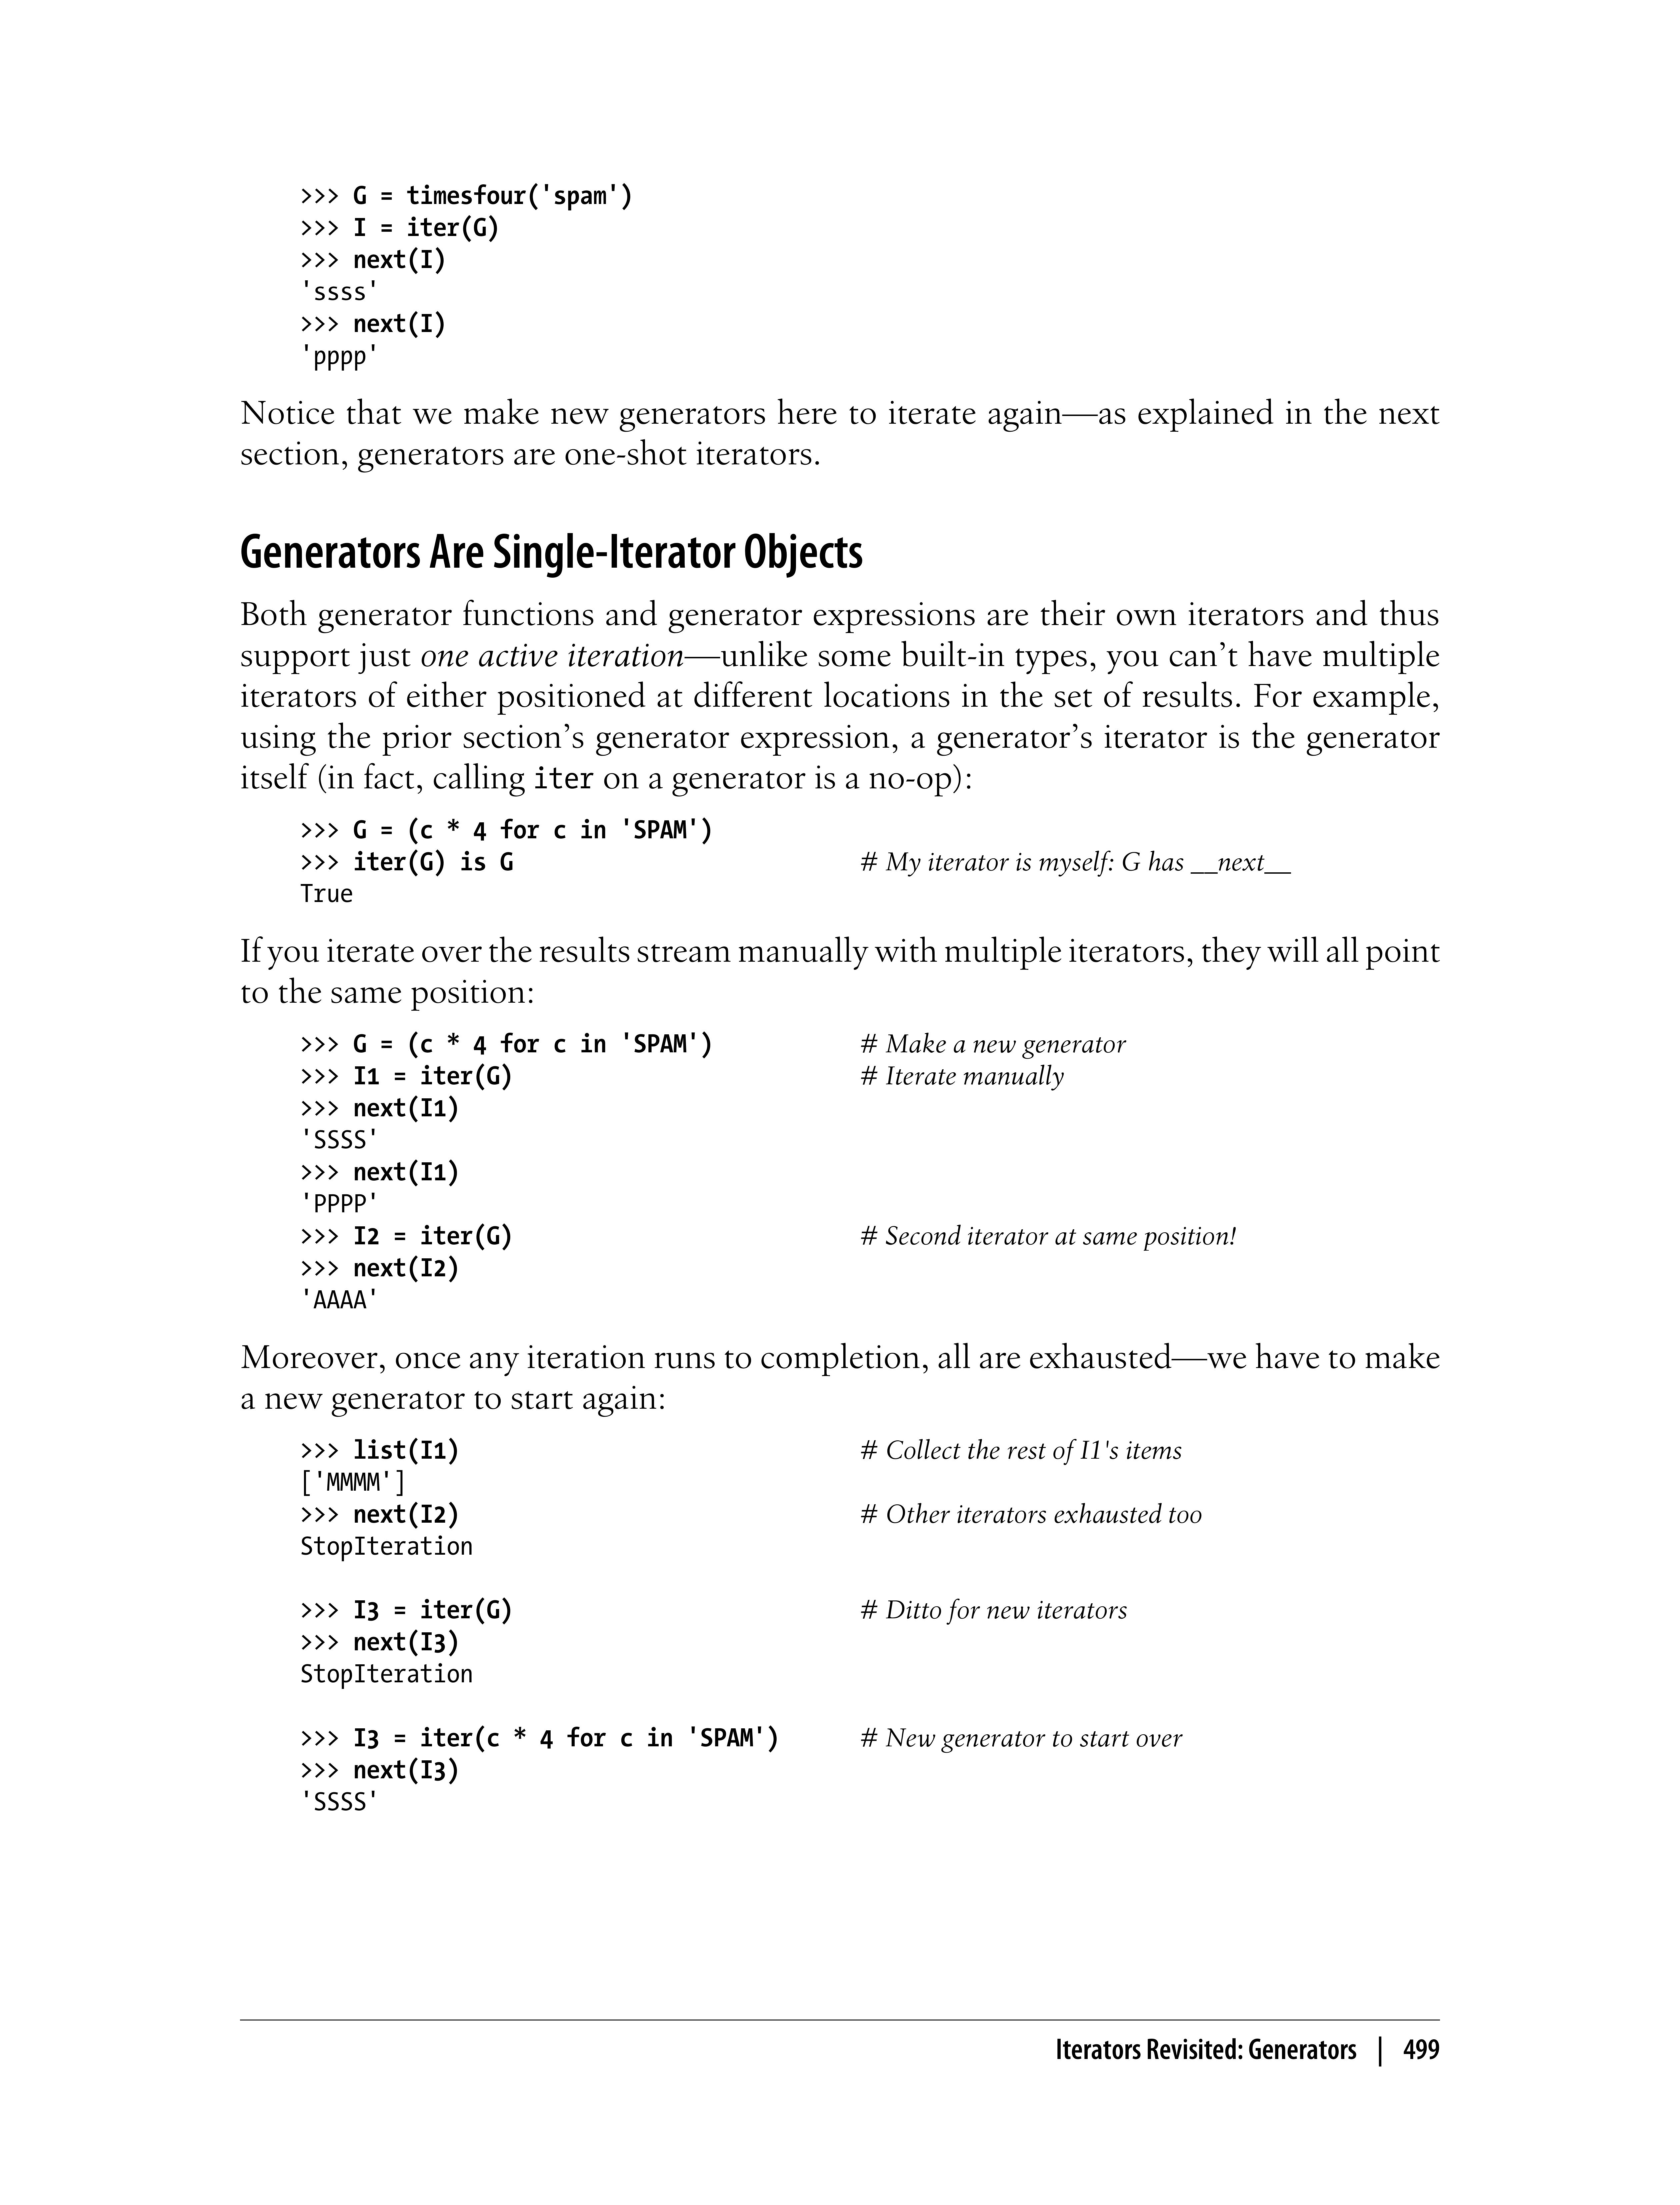 >>> G = timesfour('spam')
>>> I = iter(G)
>>> next(I)
'ssss'
>>> next(I)
'pppp'
Notice that we make new generators here to iterate again—as explained in the next
section, generators are one-shot iterators.
Generators Are Single-Iterator Objects
Both generator functions and generator expressions are their own iterators and thus
support just one active iteration—unlike some built-in types, you can’t have multiple
iterators of either positioned at different locations in the set of results. For example,
using the prior section’s generator expression, a generator’s iterator is the generator
itself (in fact, calling iter on a generator is a no-op):
>>> G = (c * 4 for c in 'SPAM')
>>> iter(G) is G # My iterator is myself: G has __next__
True
If you iterate over the results stream manually with multiple iterators, they will all point
to the same position:
>>> G = (c * 4 for c in 'SPAM') # Make a new generator
>>> I1 = iter(G) # Iterate manually
>>> next(I1)
'SSSS'
>>> next(I1)
'PPPP'
>>> I2 = iter(G) # Second iterator at same position!
>>> next(I2)
'AAAA'
Moreover, once any iteration runs to completion, all are exhausted—we have to make
a new generator to start again:
>>> list(I1) # Collect the rest of I1's items
['MMMM']
>>> next(I2) # Other iterators exhausted too
StopIteration
>>> I3 = iter(G) # Ditto for new iterators
>>> next(I3)
StopIteration
>>> I3 = iter(c * 4 for c in 'SPAM') # New generator to start over
>>> next(I3)
'SSSS'
Iterators Revisited: Generators | 499